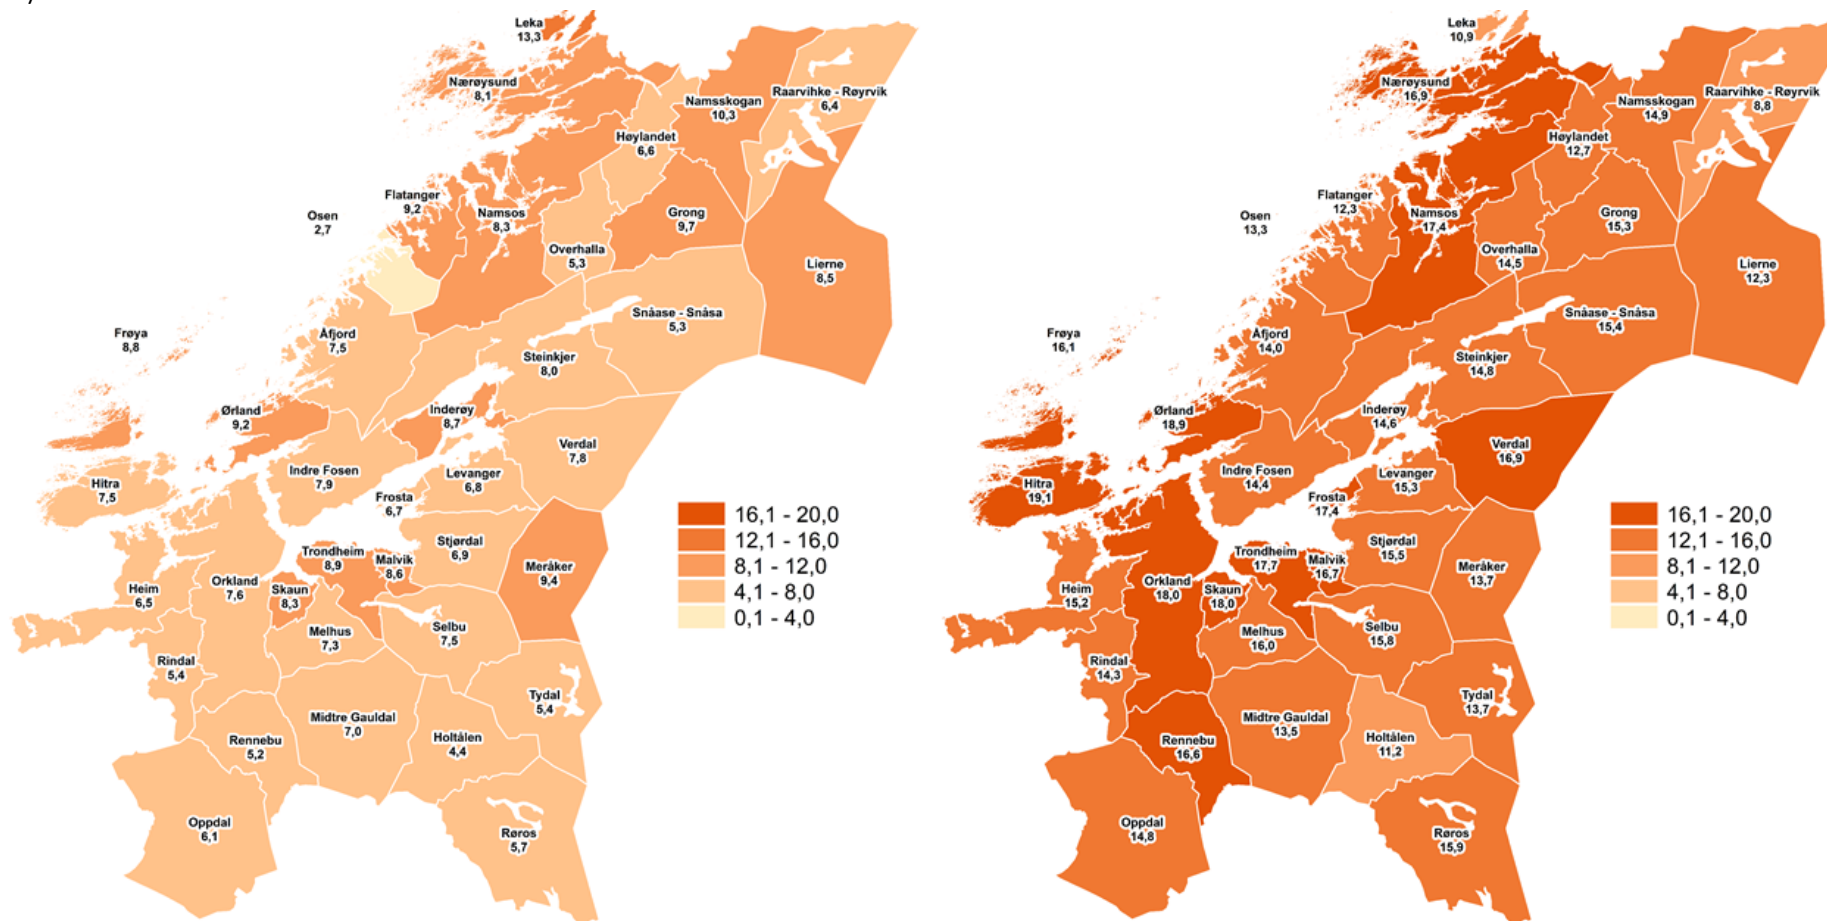 Leka
13,3
Nærøysund
8,1
Namsskogan
10,3
Raarvihke - Røyrvik
6,4
Høylandet
6,6
Flatanger
9,2
Namsos
8,3
Grong
9,7
Osen
2,7
Overhalla
5,3
Lierne
8,5
Snåase - Snåsa
5,3
Frøya
8,8
Åfjord
7,5
Steinkjer
8,0
Ørland
9,2
Inderøy
8,7
Verdal
7,8
Indre Fosen
7,9
Levanger
6,8
Hitra
7,5
Frosta
6,7
Stjørdal
6,9
Trondheim
8,9
Malvik
8,6
Meråker
9,4
Heim
6,5
Orkland
7,6
Skaun
8,3
Melhus
7,3
Selbu
7,5
Rindal
5,4
Tydal
5,4
Midtre Gauldal
7,0
Rennebu
5,2
Holtålen
4,4
Oppdal
6,1
Røros
5,7
16,1 - 20,0
12,1 - 16,0
8,1 - 12,0
4,1 - 8,0
0,1 - 4,0
Leka
10,9
Nærøysund
16,9
Namsskogan
14,9
Raarvihke - Røyrvik
8,8
Høylandet
12,7
Flatanger
12,3
Namsos
17,4
Grong
15,3
Osen
13,3
Overhalla
14,5
Lierne
12,3
Snåase - Snåsa
15,4
Frøya
16,1
Åfjord
14,0
Steinkjer
14,8
Ørland
18,9
Inderøy
14,6
Verdal
16,9
Indre Fosen
14,4
Levanger
15,3
Hitra
19,1
Frosta
17,4
Stjørdal
15,5
Trondheim
17,7
Malvik
16,7
Meråker
13,7
Heim
15,2
Orkland
18,0
Skaun
18,0
Melhus
16,0
Selbu
15,8
Rindal
14,3
Tydal
13,7
Midtre Gauldal
13,5
Rennebu
16,6
Holtålen
11,2
Oppdal
14,8
Røros
15,9
16,1 - 20,0
12,1 - 16,0
8,1 - 12,0
4,1 - 8,0
0,1 - 4,0